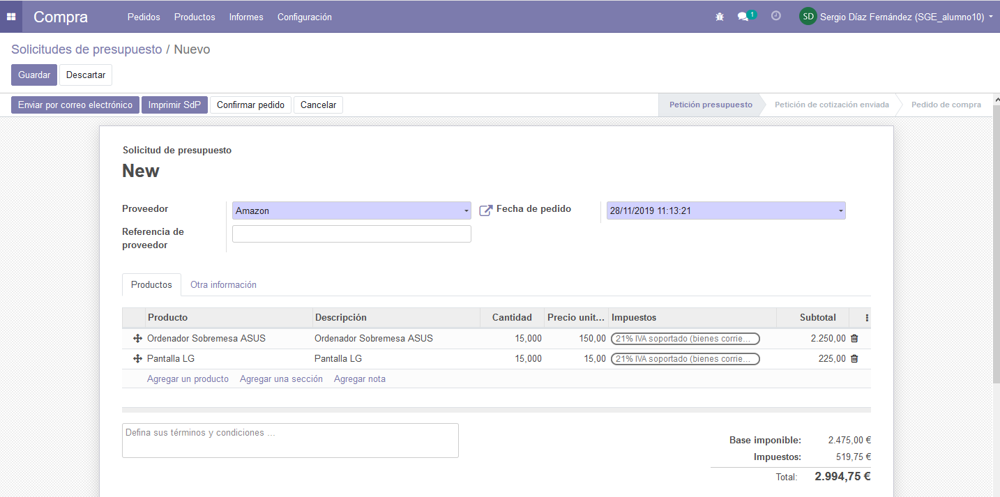 Compra Pedidos Productos Informes Configuración 1 SD Sergio Díaz Fernández (SGE_alumno10)
Solicitudes de presupuesto / Nuevo
Guardar Descartar
Enviar por correo electrónico Imprimir SdP Confirmar pedido Cancelar Petición presupuesto Petición de cotización enviada Pedido de compra
Solicitud de presupuesto
New
Proveedor Amazon Fecha de pedido 28/11/2019 11:13:21
Referencia de
proveedor
Productos Otra información
Producto Descripción Cantidad Precio unit... Impuestos Subtotal
Ordenador Sobremesa ASUS Ordenador Sobremesa ASUS 15,000 150,00 21% IVA soportado (bienes corrie... 2.250,00
Pantalla LG Pantalla LG 15,000 15,00 21% IVA soportado (bienes corrie... 225,00
Agregar un producto Agregar una sección Agregar nota
Defina sus términos y condiciones ...
Base imponible: 2.475,00 €
Impuestos: 519,75 €
Total: 2.994,75 €